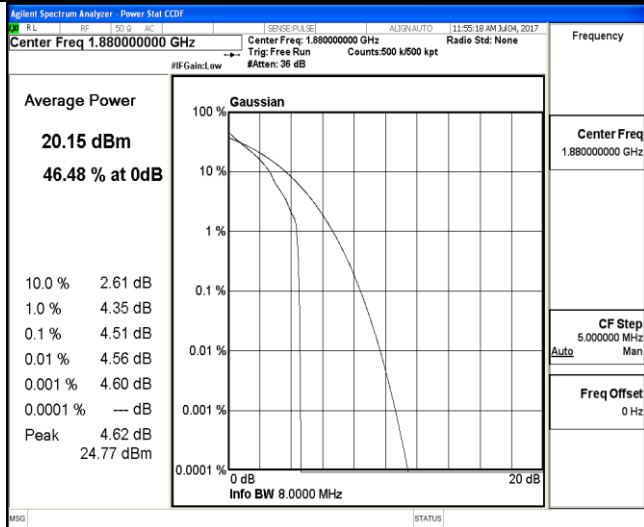 Agilent Spectrum Analyzer - Power Stat CCDF
RL RF 50 Ω AC SENSE:PULSE ALIGN AUTO 11:55:18 AM Jul 04, 2017
Center Freq 1.880000000 GHz
Center Freq: 1.880000000 GHz Radio Std: None
Trig: Free Run Counts:500 k/500 kpt
#IFGain:Low #Atten: 36 dB
Frequency
Average Power
20.15 dBm
46.48 % at 0dB
10.0 % 2.61 dB
1.0 % 4.35 dB
0.1 % 4.51 dB
0.01 % 4.56 dB
0.001 % 4.60 dB
0.0001 % --- dB
Peak 4.62 dB
24.77 dBm
Gaussian
100 %
10 %
1 %
0.1 %
0.01 %
0.001 %
0.0001 %
0 dB 20 dB
Info BW 8.0000 MHz
Center Freq
1.880000000 GHz
CF Step
5.000000 MHz
Auto Man
Freq Offset
0 Hz
MSG STATUS